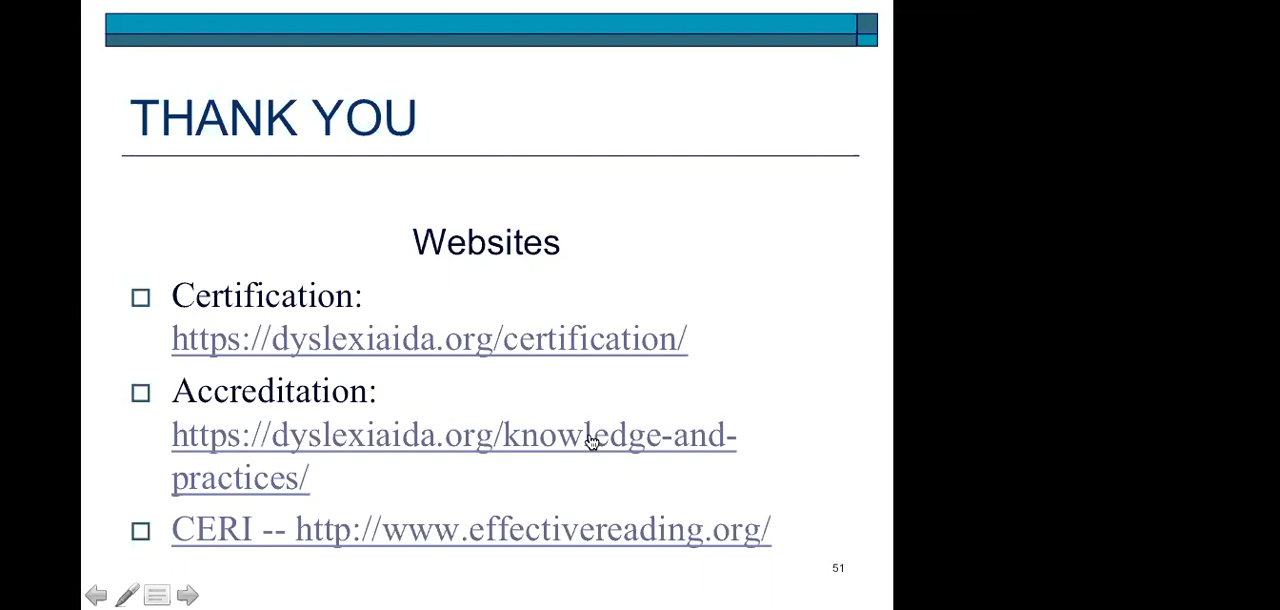 THANK YOU
Websites
Certification:
https://dyslexiaida.org/certification/
Accreditation:
https://dyslexiaida.org/knowledge-and-
practices/
CERI -- http://www.effectivereading.org/
51